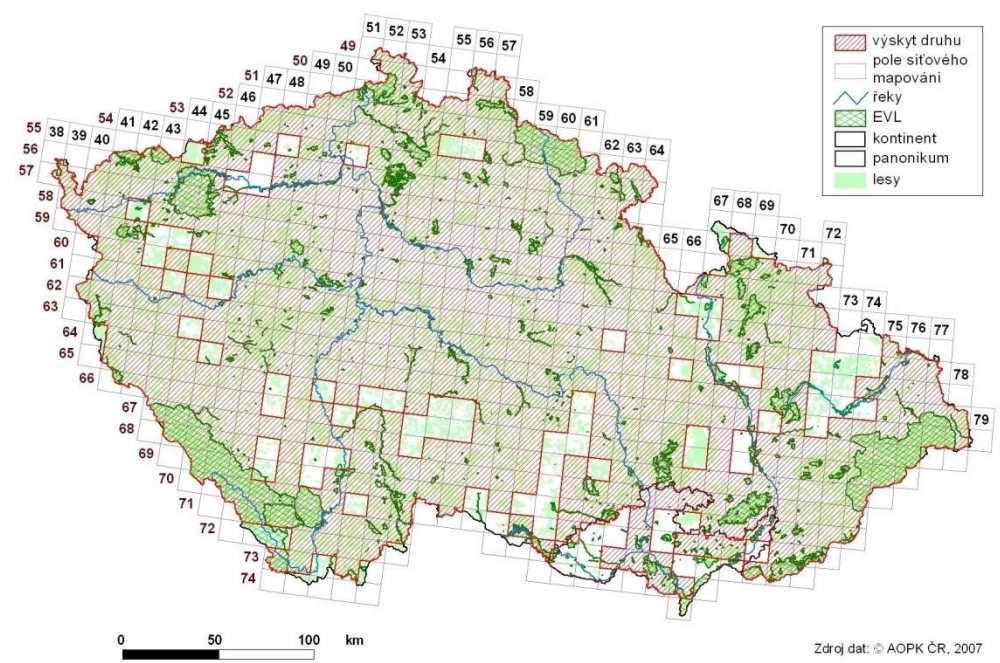 51 52 53
55 56 57
49
54
50
49 50
58
51
47 48
52
46
59 60 61
53
44 45
62 63 64
54
41 42 43
55
38 39 40
56
57
58
59
60
61
62
63
64
65
66
67
68
69
70
71
72
73
74
65 66
67 68 69
70
71
72
73 74
75 76 77
78
79
výskyt druhu
pole síťového
mapování
řeky
EVL
kontinent
panonikum
lesy
0 50 100 km
Zdroj dat: © AOPK ČR, 2007